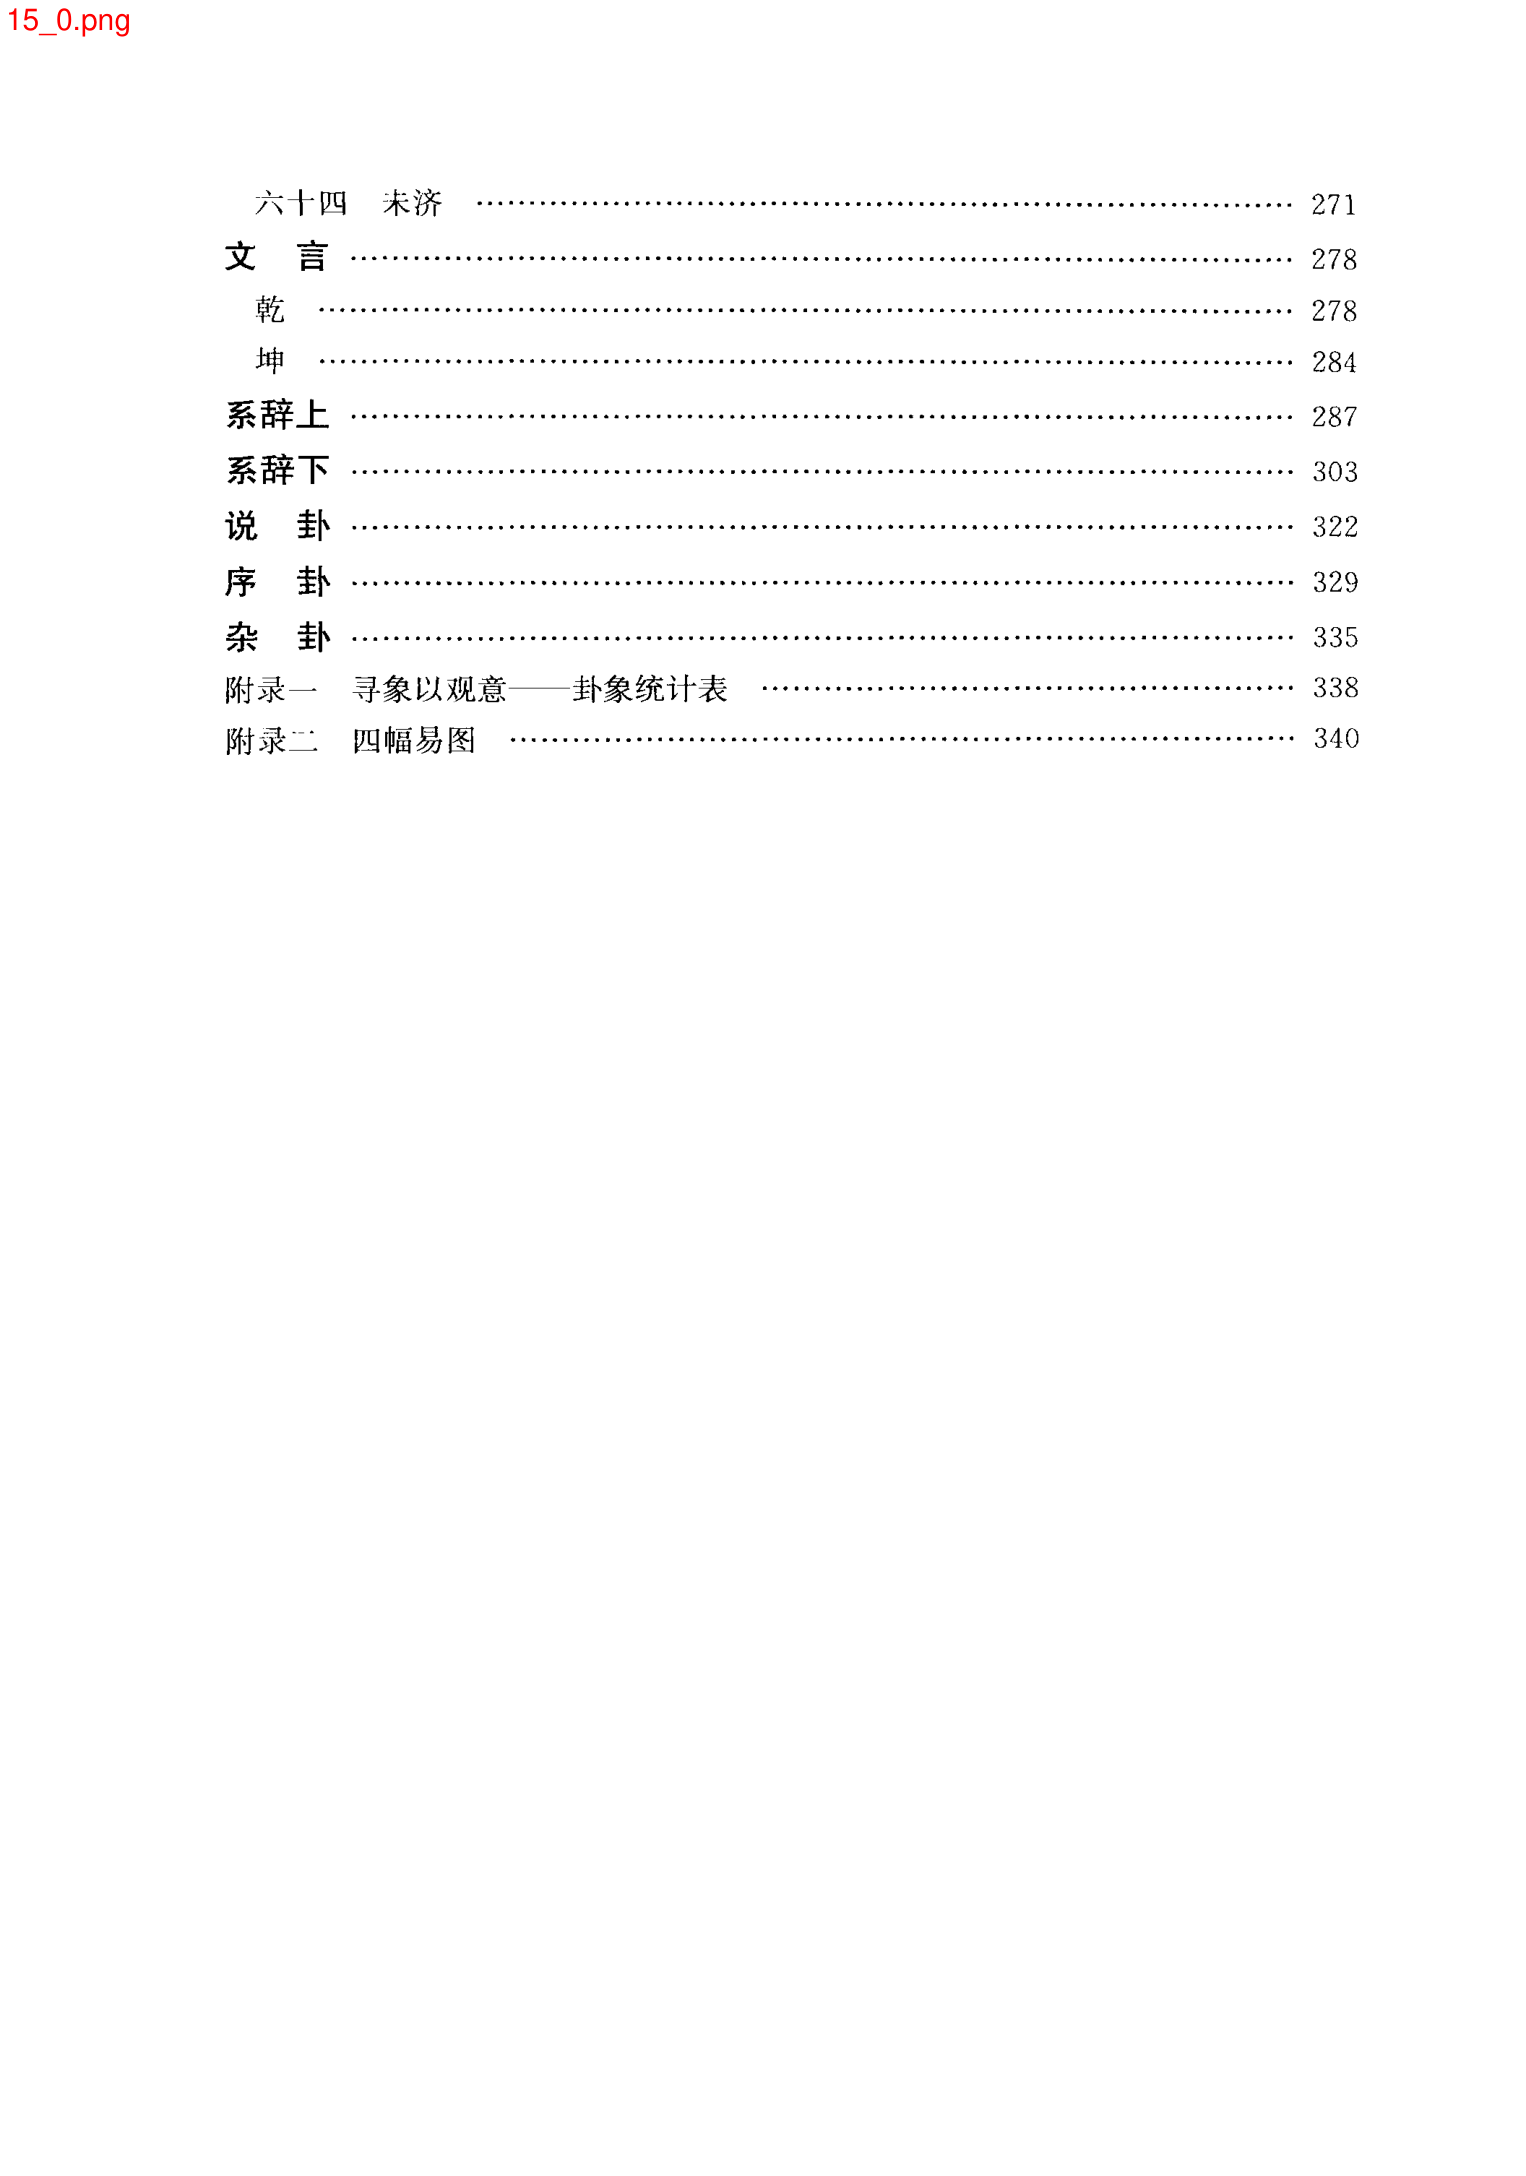 15_0.png
六十四　未济 …… 271
文　言 …… 278
乾 …… 278
坤 …… 284
系辞上 …… 287
系辞下 …… 303
说　卦 …… 322
序　卦 …… 329
杂　卦 …… 335
附录一　寻象以观意——卦象统计表 …… 338
附录二　四幅易图 …… 340